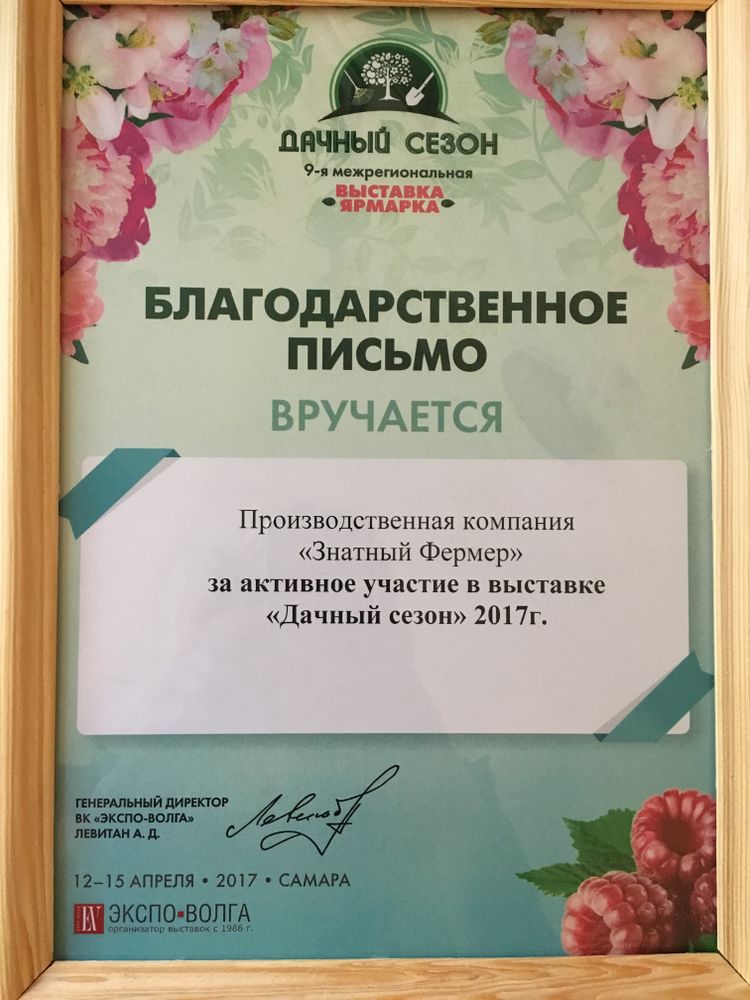 ДАЧНЫЙ СЕЗОН
9-я межрегиональная
ВЫСТАВКА
ЯРМАРКА
БЛАГОДАРСТВЕННОЕ
ПИСЬМО
ВРУЧАЕТСЯ
Производственная компания
«Знатный Фермер»
за активное участие в выставке
«Дачный сезон» 2017г.
ГЕНЕРАЛЬНЫЙ ДИРЕКТОР
ВК «ЭКСПО-ВОЛГА»
ЛЕВИТАН А. Д.
12–15 АПРЕЛЯ • 2017 • САМАРА
EV ЭКСПО-ВОЛГА
организатор выставок с 1986 г.